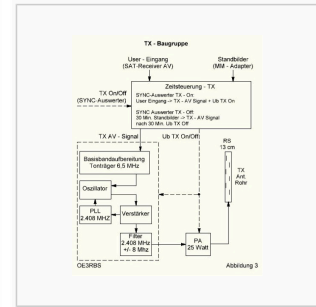 TX - Baugruppe
User - Eingang
(SAT-Receiver AV)
Standbilder
(MM - Adapter)
TX On/Off
(SYNC-Auswerter)
Zeitsteuerung - TX
SYNC-Auswerter TX - On:
User Eingang -> TX - AV Signal + Ub TX On
SYNC Auswerter TX - Off:
30 Min. Standbilder -> TX - AV Signal
nach 30 Min. Ub TX Off
TX AV - Signal
Ub TX On/Off
RS
13 cm
Basisbandaufbereitung
Tonträger 6,5 MHz
TX
Ant.
Rohr
Oszillator
PLL
2.408 MHZ
Verstärker
Filter
2.408 MHz
+/- 8 Mhz
PA
25 Watt
OE3RBS
Abbildung 3